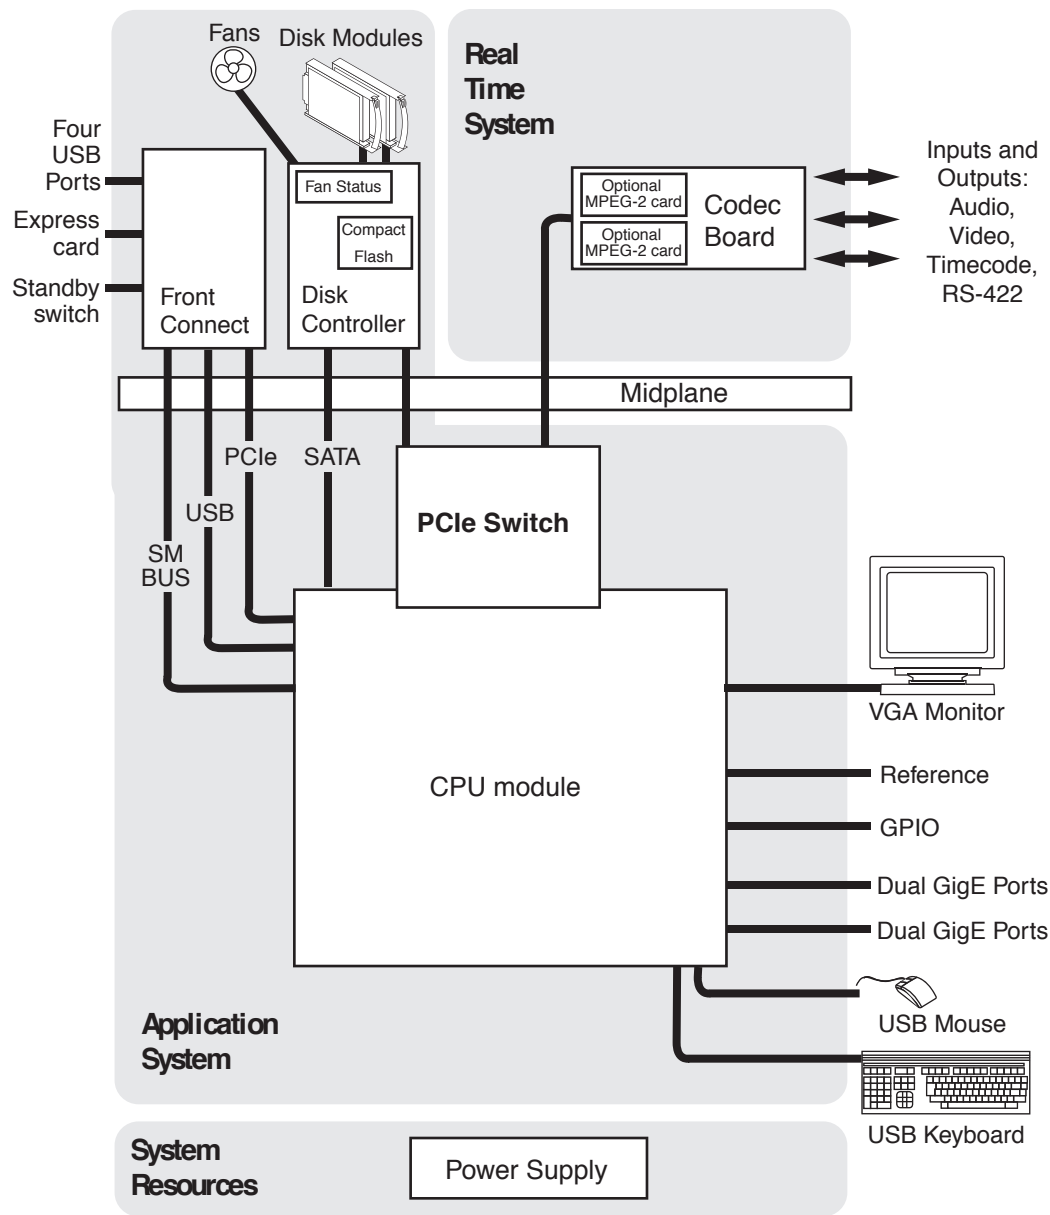 Fans
Disk Modules
Real
Time
System
Four
USB
Ports
Express
card
Standby
switch
Fan Status
Compact
Flash
Front
Connect
Disk
Controller
Optional
MPEG-2 card
Optional
MPEG-2 card
Codec
Board
Inputs and
Outputs:
Audio,
Video,
Timecode,
RS-422
Midplane
PCIe
SATA
USB
SM
BUS
PCIe Switch
CPU module
VGA Monitor
Reference
GPIO
Dual GigE Ports
Dual GigE Ports
USB Mouse
USB Keyboard
Application
System
System
Resources
Power Supply